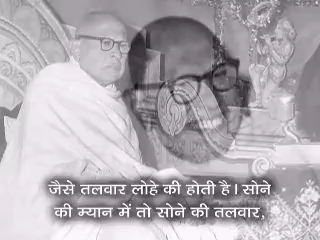 जैसे तलवार लोहे की होती है। सोने
की म्यान में तो सोने की तलवार,